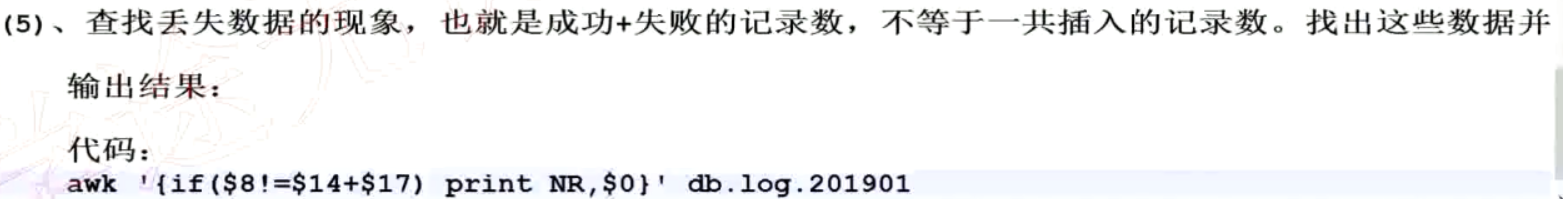 (5)、查找丢失数据的现象，也就是成功+失败的记录数，不等于一共插入的记录数。找出这些数据并
输出结果：
代码：
awk '{if($8!=$14+$17) print NR,$0}' db.log.201901